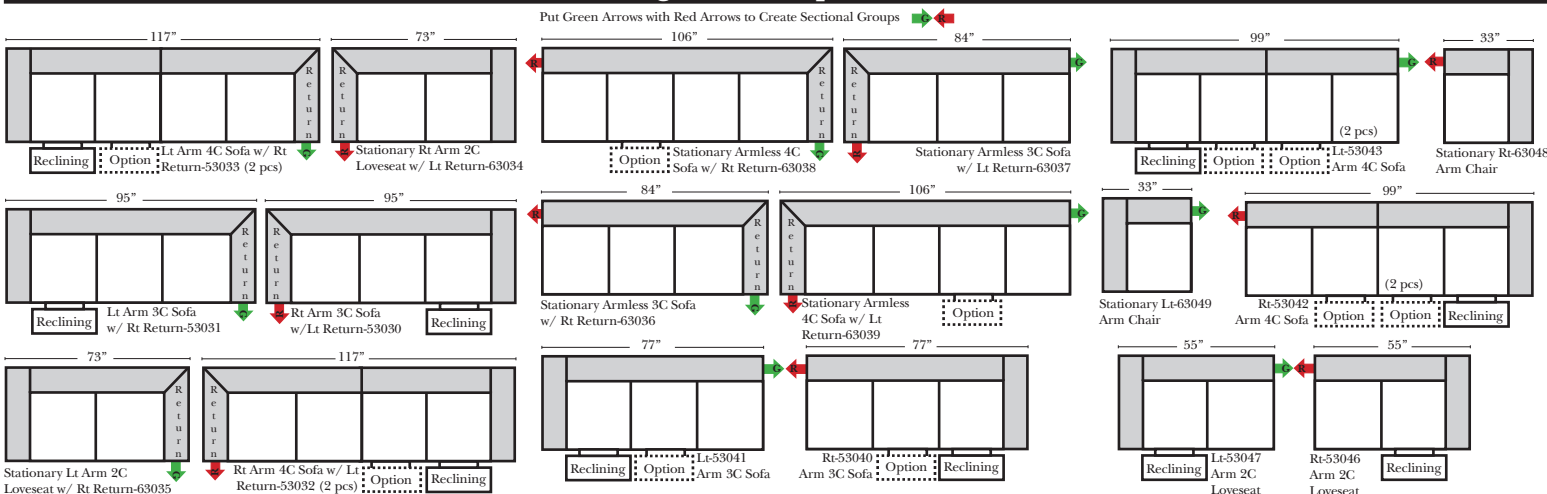 Put Green Arrows with Red Arrows to Create Sectional Groups G R
117”
73”
106”
84”
99”
33”
Return
Return
R
Return
Return
G
G
R
Reclining
Option
Lt Arm 4C Sofa w/ Rt
Return-53033 (2 pcs)
G
R
Stationary Rt Arm 2C
Loveseat w/ Lt Return-63034
Option
Stationary Armless 4C
Sofa w/ Rt Return-63038
G
R
Stationary Armless 3C Sofa
w/ Lt Return-63037
(2 pcs)
Reclining
Option
Option
Lt-53043
Arm 4C Sofa
Stationary Rt-63048
Arm Chair
95”
95”
84”
106”
33”
99”
Return
Return
R
Return
Return
G
G
R
Reclining
Lt Arm 3C Sofa
w/ Rt Return-53031
G
R
Rt Arm 3C Sofa
w/Lt Return-53030
Reclining
Stationary Armless 3C Sofa
w/ Rt Return-63036
G
R
Stationary Armless
4C Sofa w/ Lt
Return-63039
Option
Stationary Lt-63049
Arm Chair
(2 pcs)
Rt-53042
Arm 4C Sofa
Option
Option
Reclining
73”
117”
77”
77”
55”
55”
Return
Return
G
R
G
R
Stationary Lt Arm 2C
Loveseat w/ Rt Return-63035
G
R
Rt Arm 4C Sofa w/ Lt
Return-53032 (2 pcs)
Option
Reclining
Reclining
Option
Lt-53041
Arm 3C Sofa
Rt-53040
Arm 3C Sofa
Option
Reclining
Reclining
Lt-53047
Arm 2C
Loveseat
Rt-53046
Arm 2C
Loveseat
Reclining